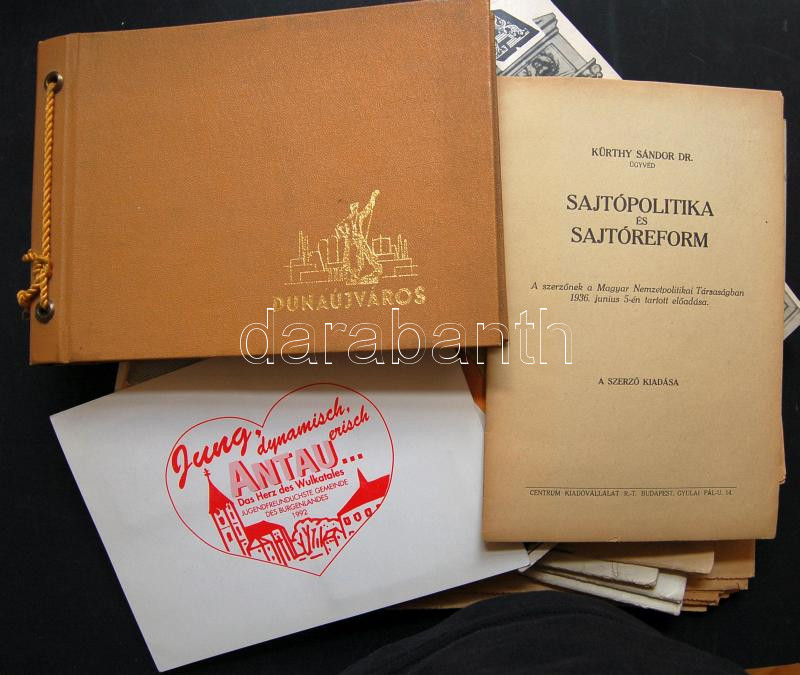 DUNAÚJVÁROS
darabanth
KÜRTHY SÁNDOR DR.
ÜGYVÉD
SAJTÓPOLITIKA
ÉS
SAJTÓREFORM
A szerzőnek a Magyar Nemzetpolitikai Társaságban
1936. junius 5-én tartott előadása.
A SZERZŐ KIADÁSA
CENTRUM KIADÓVÁLLALAT R.-T. BUDAPEST, GYULAI PÁL-U. 14.
Jung,
dynamisch,
erisch
ANTAU...
Das Herz des Wulkatales
JUGENDFREUNDLICHSTE GEMEINDE
DES BURGENLANDES
1992